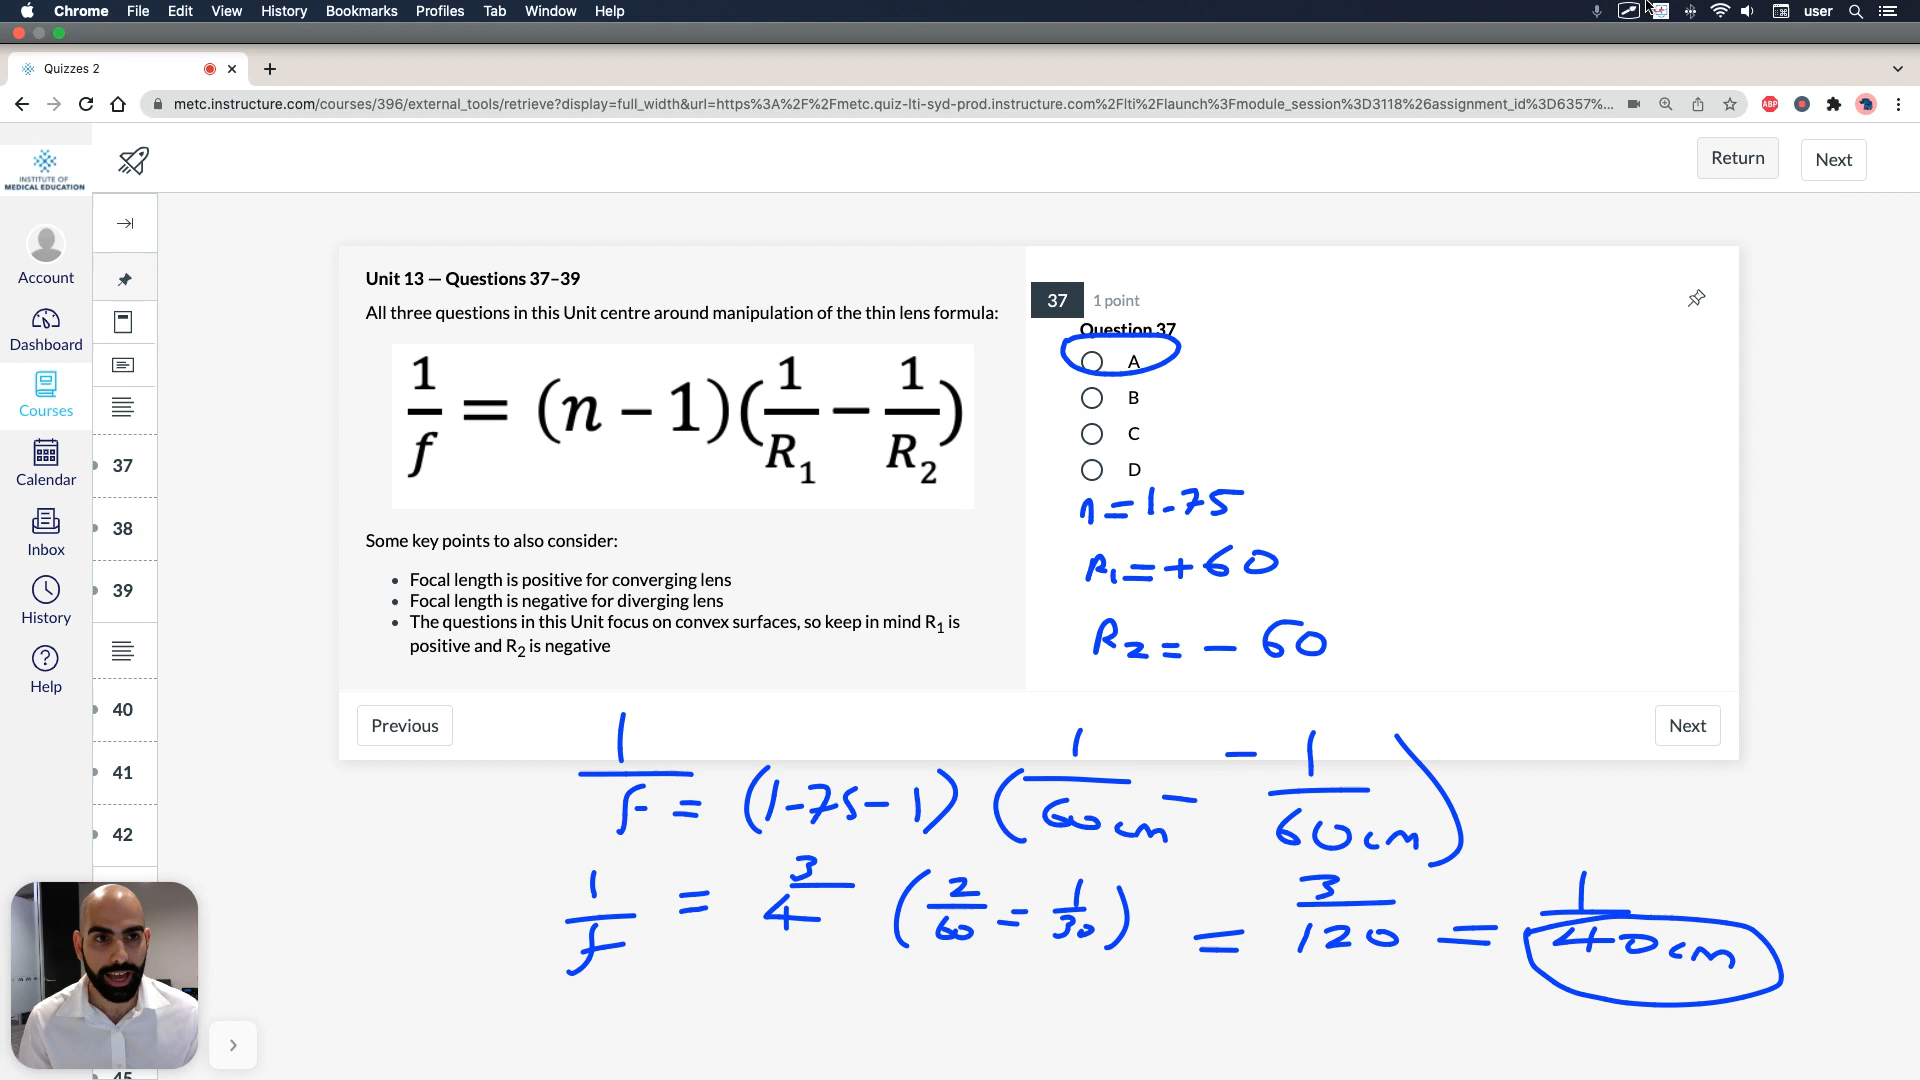 Chrome File Edit View History Bookmarks Profiles Tab Window Help user
Quizzes 2
metc.instructure.com/courses/396/external_tools/retrieve?display=full_width&url=https%3A%2F%2Fmetc.quiz-lti-syd-prod.instructure.com%2Flti%2Flaunch%3Fmodule_session%3D3118%26assignment_id%3D6357%...
ABP
INSTITUTE OF
MEDICAL EDUCATION
Return Next
Account
Dashboard
Courses
Calendar
Inbox
History
Help
37
38
39
40
41
42
45
Unit 13 — Questions 37–39
All three questions in this Unit centre around manipulation of the thin lens formula:
1/f = (n − 1)(1/R₁ − 1/R₂)
Some key points to also consider:
• Focal length is positive for converging lens
• Focal length is negative for diverging lens
• The questions in this Unit focus on convex surfaces, so keep in mind R₁ is
positive and R₂ is negative
37 1 point
Question 37
A
B
C
D
n = 1.75
R₁ = + 60
R₂ = − 60
Previous Next
1/f = (1.75 − 1) (1/60cm − −1/60cm)
1/f = 3/4 (2/60 = 1/30) = 3/120 = 1/40cm